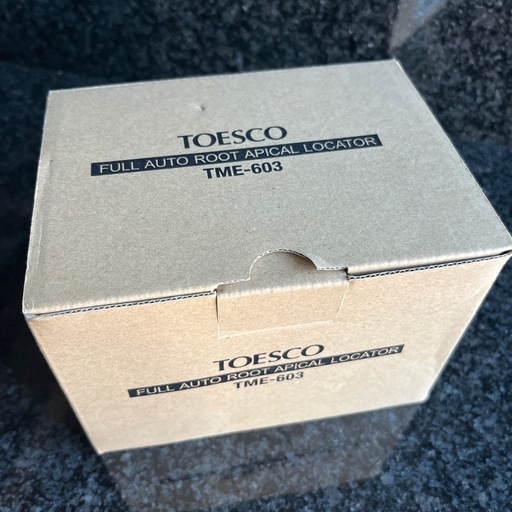 TOESCO
FULL AUTO ROOT APICAL LOCATOR
TME-603
TOESCO
FULL AUTO ROOT APICAL LOCATOR
TME-603